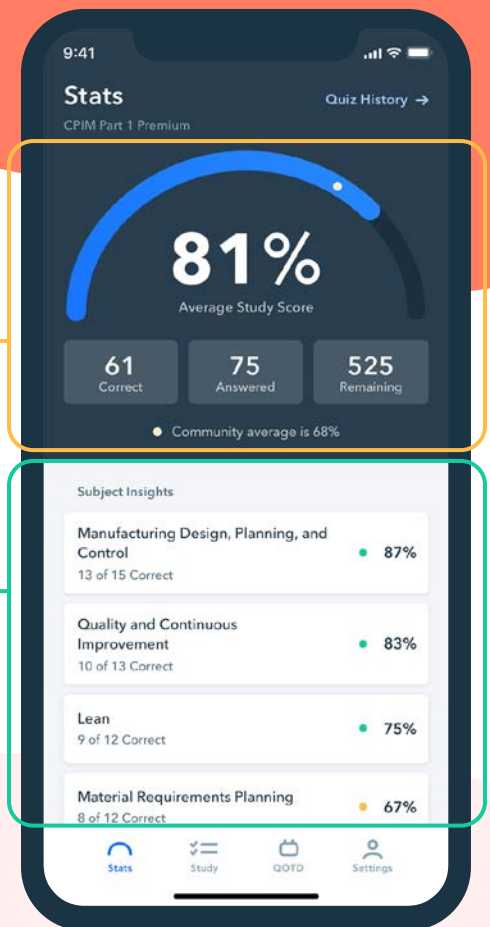 9:41
Stats
Quiz History →
CPIM Part 1 Premium
81%
Average Study Score
61
Correct
75
Answered
525
Remaining
Community average is 68%
Subject Insights
Manufacturing Design, Planning, and
Control
87%
13 of 15 Correct
Quality and Continuous
Improvement
83%
10 of 13 Correct
Lean
75%
9 of 12 Correct
Material Requirements Planning
67%
8 of 12 Correct
Stats
Study
QOTD
Settings